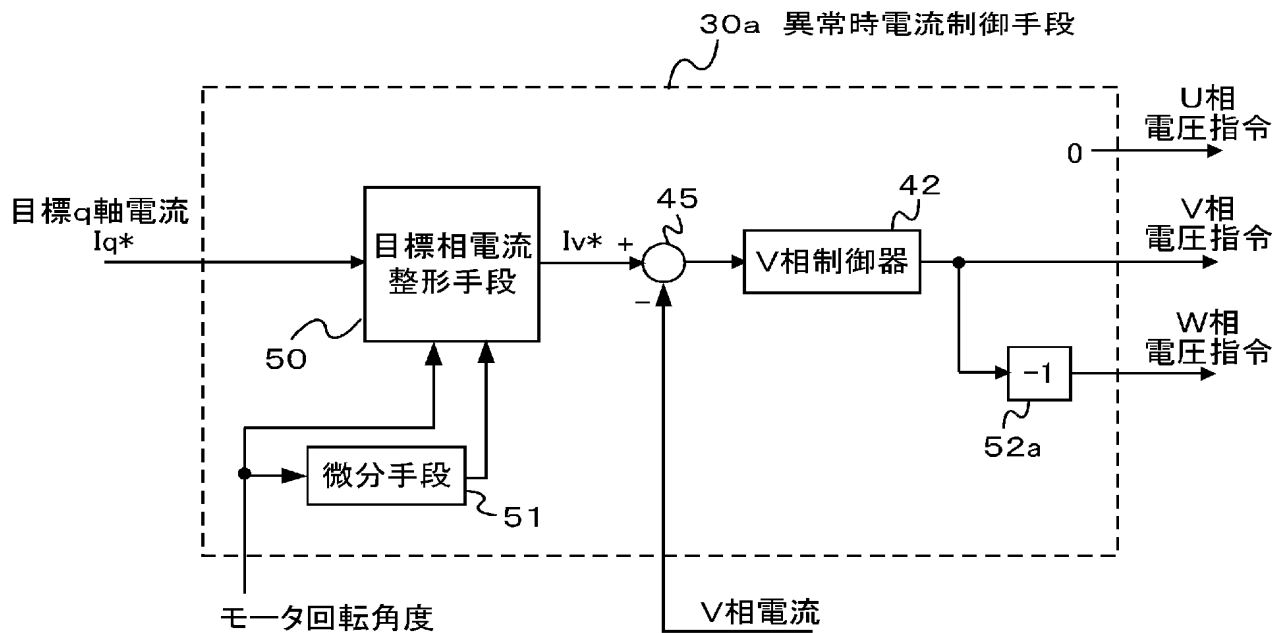 30a 異常時電流制御手段
U相
電圧指令
0
目標q軸電流
Iq*
目標相電流
整形手段
50
Iv*
+
-
45
42
V相制御器
V相
電圧指令
W相
電圧指令
-1
52a
微分手段
51
モータ回転角度
V相電流